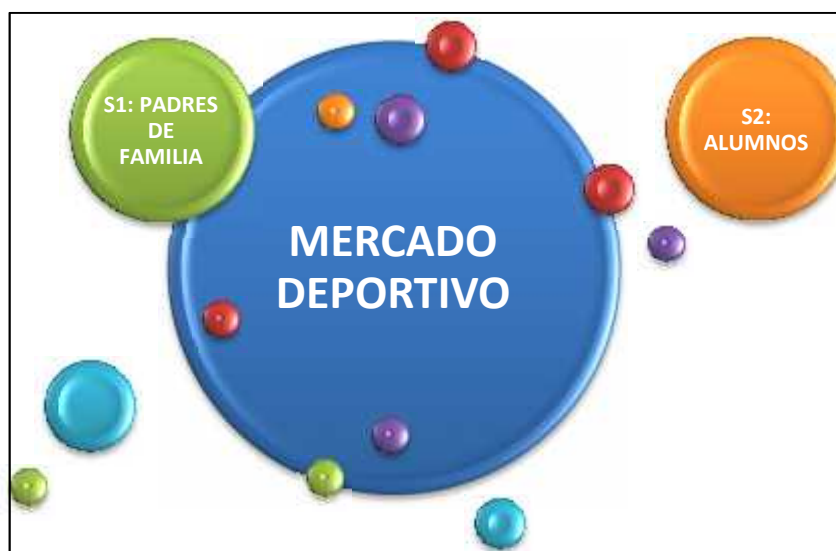 S1: PADRES
DE
FAMILIA
S2:
ALUMNOS
MERCADO
DEPORTIVO